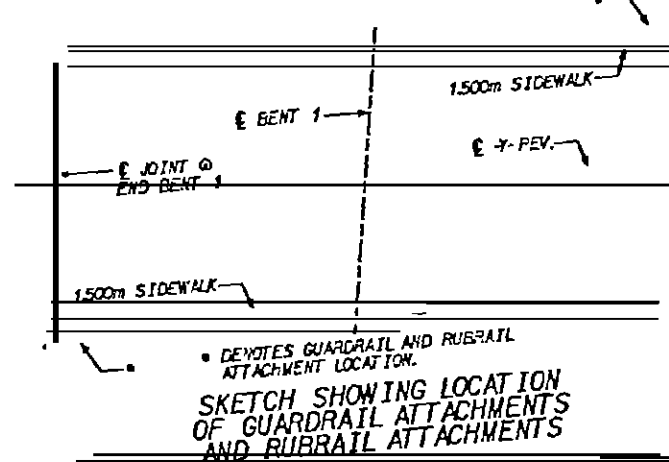 1.500m SIDEWALK
℄ BENT 1
℄ -Y- REV.
℄ JOINT @
END BENT 1
1.500m SIDEWALK
▪ DENOTES GUARDRAIL AND RUBRAIL
ATTACHMENT LOCATION.
SKETCH SHOWING LOCATION
OF GUARDRAIL ATTACHMENTS
AND RUBRAIL ATTACHMENTS